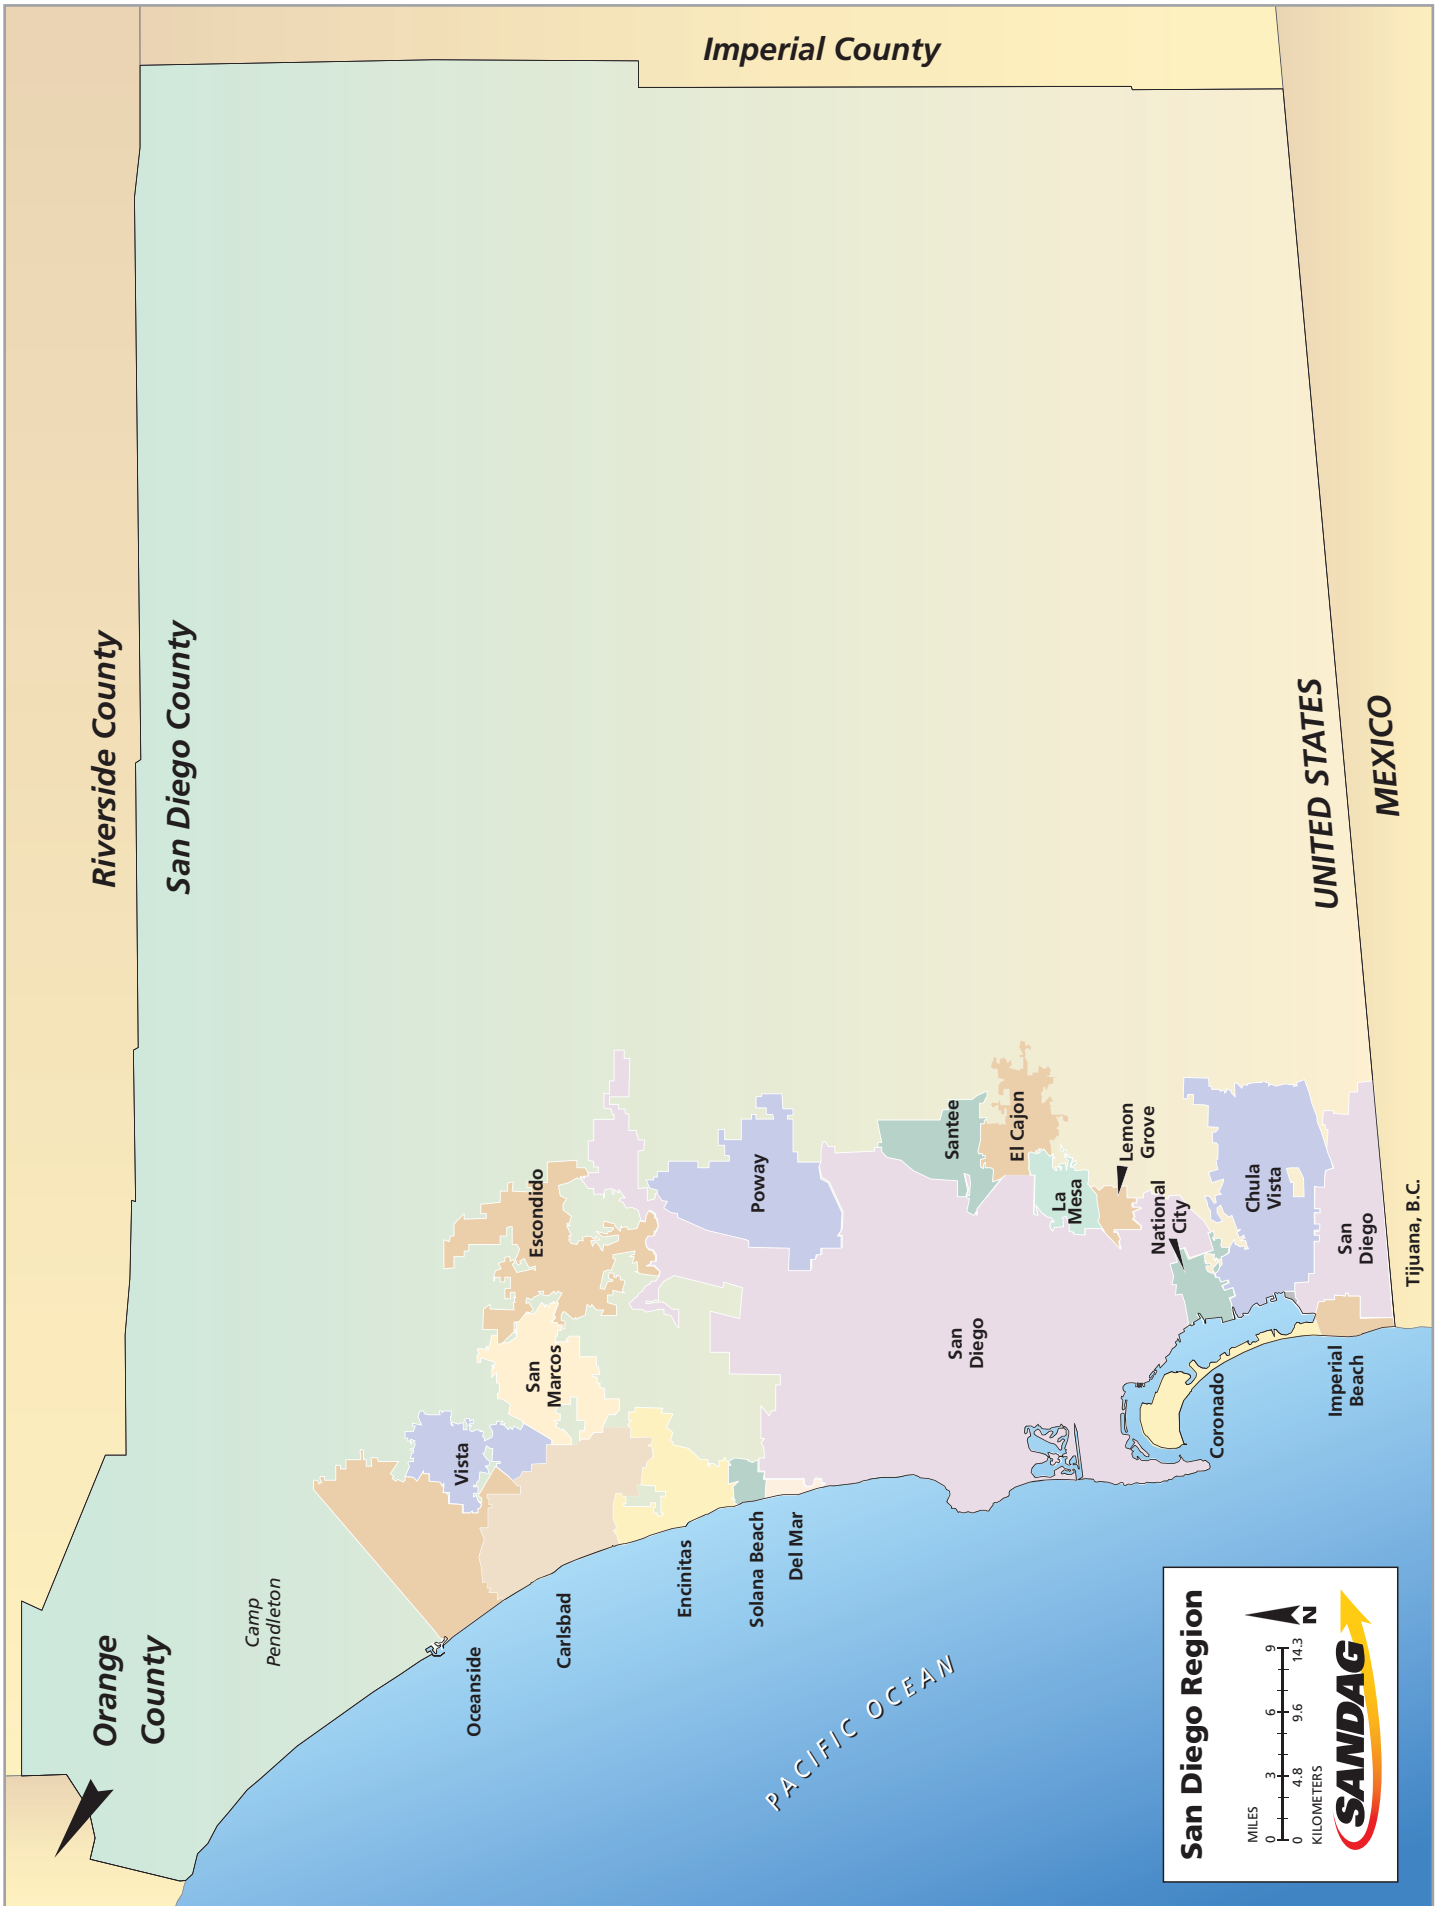 Imperial County
Riverside County
San Diego County
Orange
County
Camp
Pendleton
Oceanside
Vista
Carlsbad
San
Marcos
Escondido
Encinitas
Solana Beach
Del Mar
Poway
San
Diego
Santee
El Cajon
La
Mesa
Lemon
Grove
National
City
Chula
Vista
Coronado
Imperial
Beach
San
Diego
Tijuana, B.C.
UNITED STATES
MEXICO
PACIFIC OCEAN
San Diego Region
MILES
0 3 6 9
0 4.8 9.6 14.3
KILOMETERS
N
SANDAG